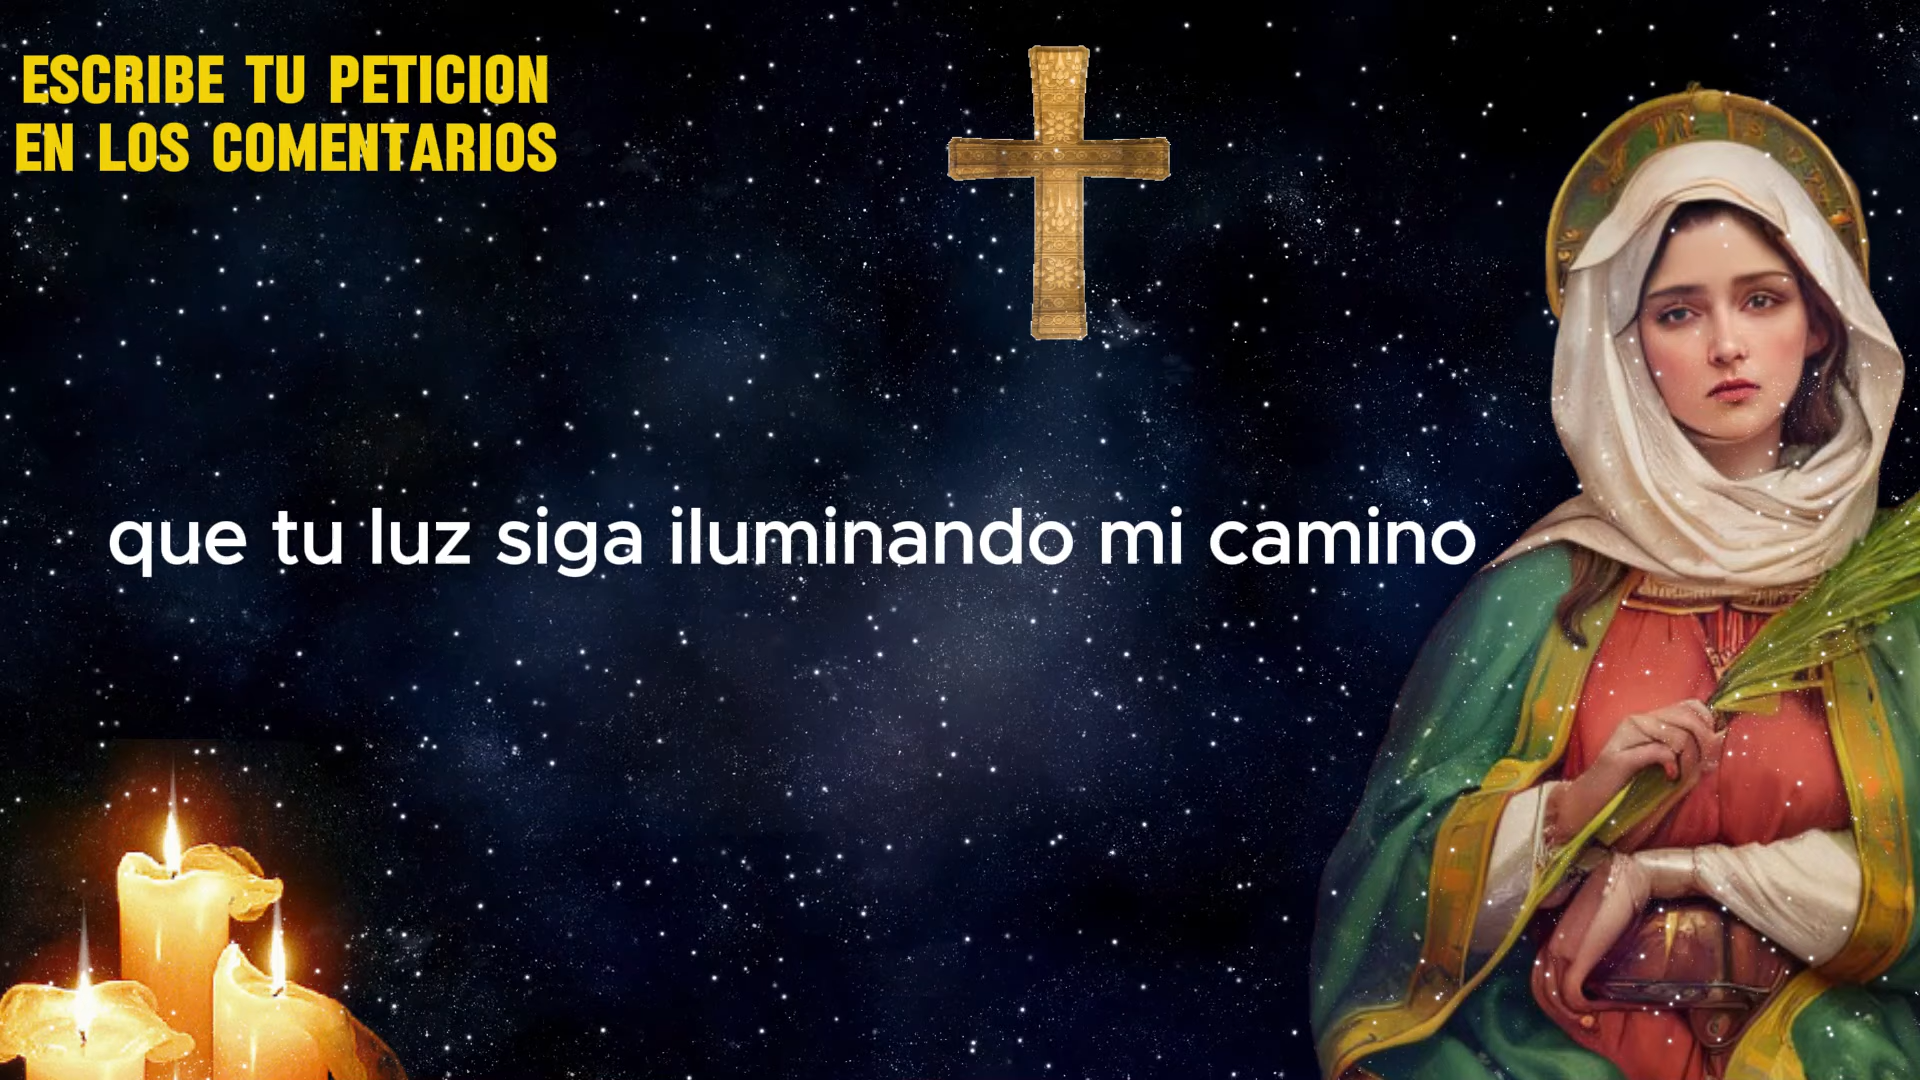 ESCRIBE TU PETICION
EN LOS COMENTARIOS
que tu luz siga iluminando mi camino